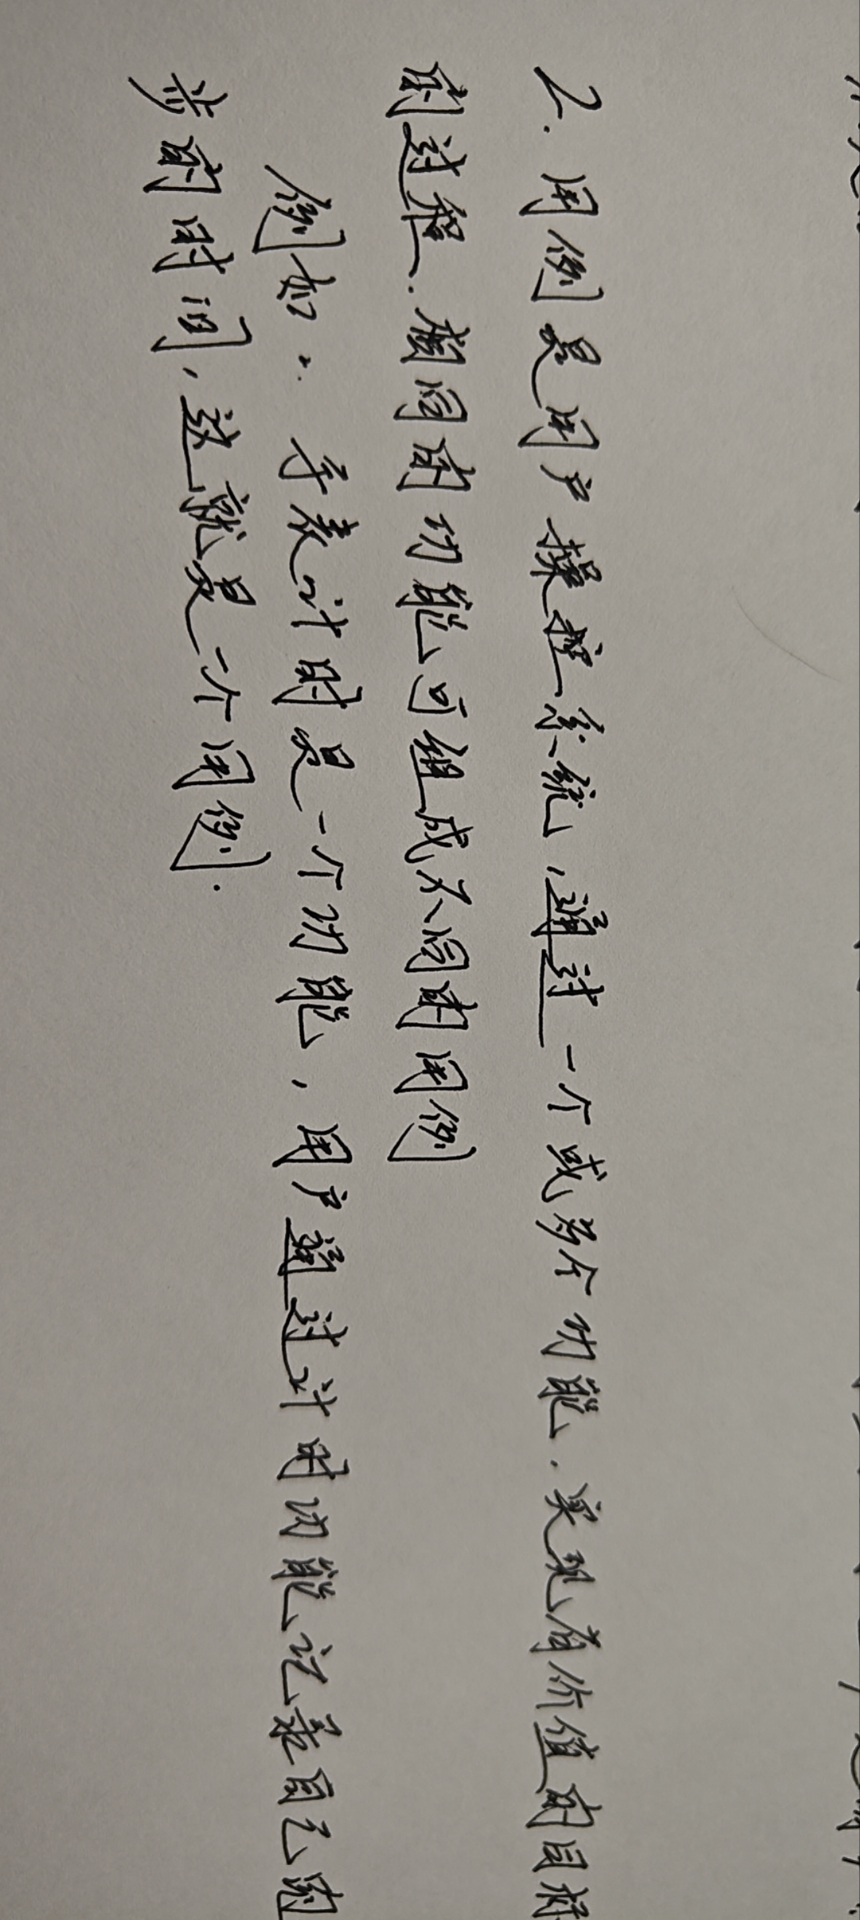 2. 用例是用户操控系统,通过一个或多个功能.实现有价值的目标
的过程.相同的功能可组成不同的用例
例如:手表计时是一个功能,用户通过计时功能记录自己的
步的时间,这就是一个用例.